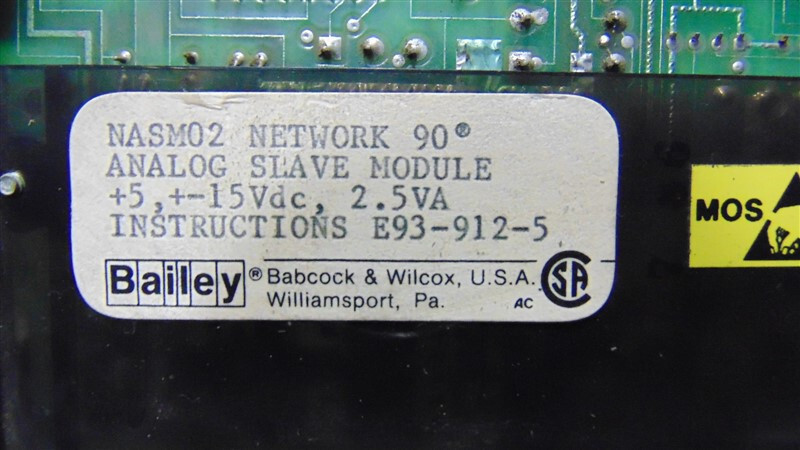 NASM02 NETWORK 90®
ANALOG SLAVE MODULE
+5,+-15Vdc, 2.5VA
INSTRUCTIONS E93-912-5
Bailey® Babcock & Wilcox, U.S.A.
Williamsport, Pa. AC
SA
MOS